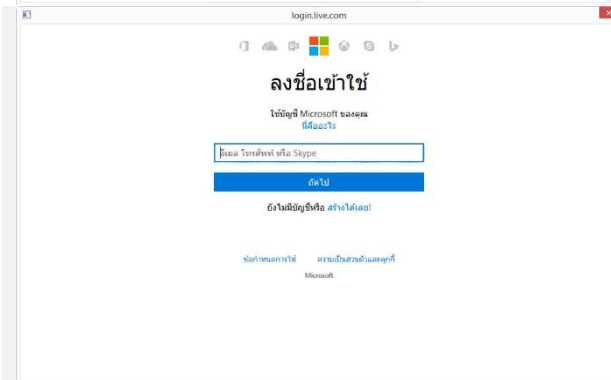 login.live.com
ลงชื่อเข้าใช้
ใช้บัญชี Microsoft ของคุณ
นี่คืออะไร
อีเมล โทรศัพท์ หรือ Skype
ถัดไป
ยังไม่มีบัญชีหรือ สร้างได้เลย!
ข้อกำหนดการใช้ ความเป็นส่วนตัวและคุกกี้
Microsoft